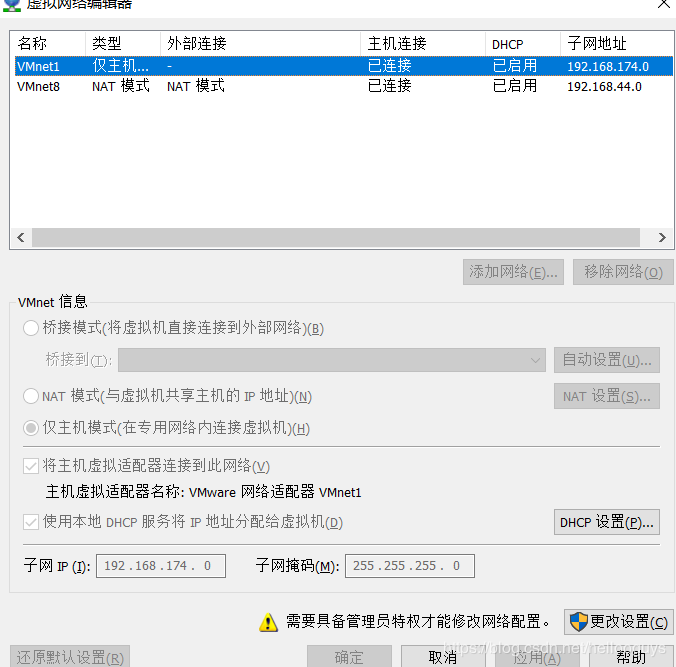 虚拟网络编辑器
名称 类型 外部连接 主机连接 DHCP 子网地址
VMnet1 仅主机... - 已连接 已启用 192.168.174.0
VMnet8 NAT 模式 NAT 模式 已连接 已启用 192.168.44.0
添加网络(E)... 移除网络(O)
VMnet 信息
桥接模式(将虚拟机直接连接到外部网络)(B)
桥接到(T): 自动设置(U)...
NAT 模式(与虚拟机共享主机的 IP 地址)(N) NAT 设置(S)...
仅主机模式(在专用网络内连接虚拟机)(H)
将主机虚拟适配器连接到此网络(V)
主机虚拟适配器名称: VMware 网络适配器 VMnet1
使用本地 DHCP 服务将 IP 地址分配给虚拟机(D) DHCP 设置(P)...
子网 IP (I): 192 . 168 . 174 . 0 子网掩码(M): 255 . 255 . 255 . 0
需要具备管理员特权才能修改网络配置。 更改设置(C)
还原默认设置(R) 确定 取消 应用(A) 帮助